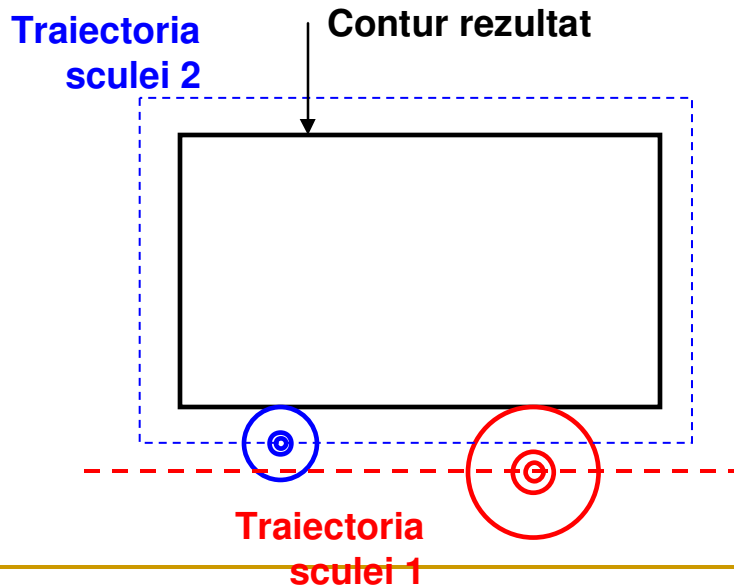 Traiectoria
sculei 2
Contur rezultat
Traiectoria
sculei 1